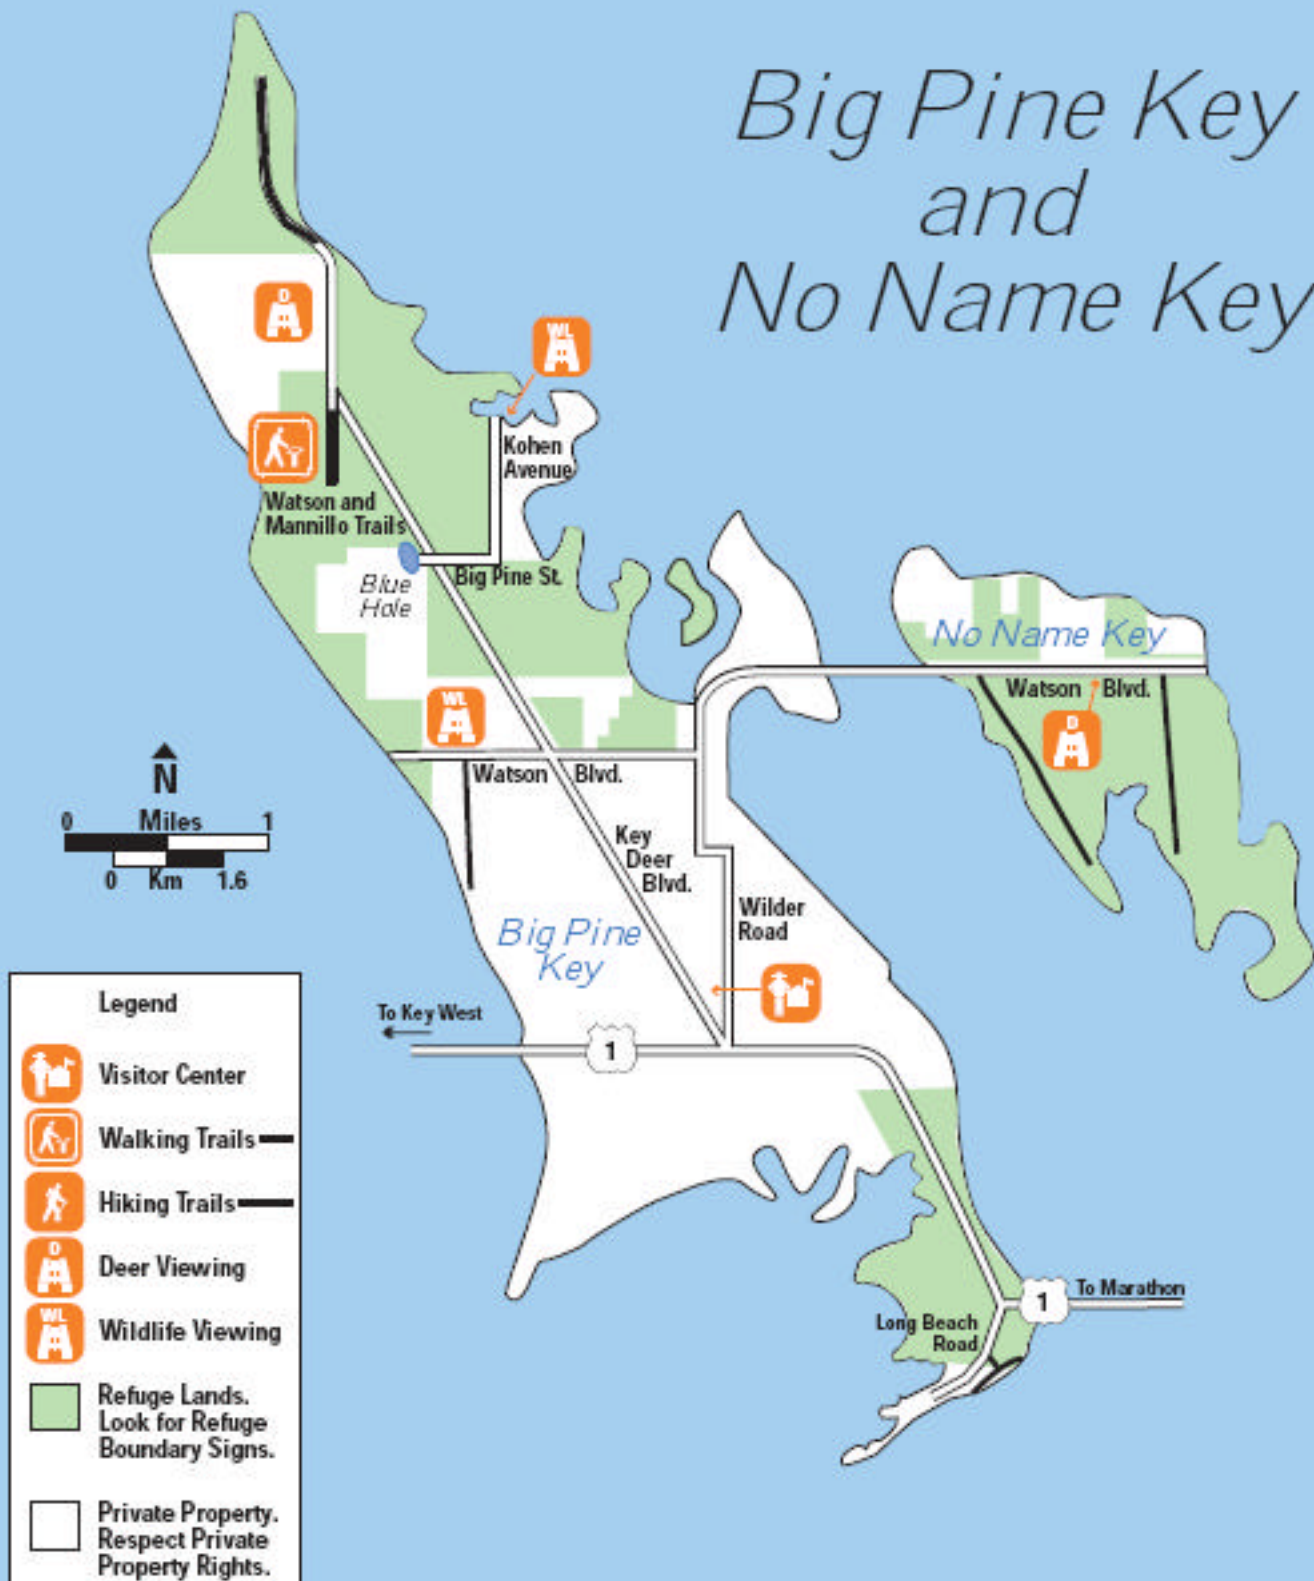 Big Pine Key
and
No Name Key
D
WL
Kohen
Avenue
Watson and
Mannillo Trails
Blue
Hole
Big Pine St.
No Name Key
Watson Blvd.
D
WL
Watson Blvd.
N
0 Miles 1
0 Km 1.6
Key
Deer
Blvd.
Wilder
Road
Big Pine
Key
To Key West
1
1
To Marathon
Long Beach
Road
Legend
Visitor Center
Walking Trails
Hiking Trails
D
Deer Viewing
WL
Wildlife Viewing
Refuge Lands.
Look for Refuge
Boundary Signs.
Private Property.
Respect Private
Property Rights.